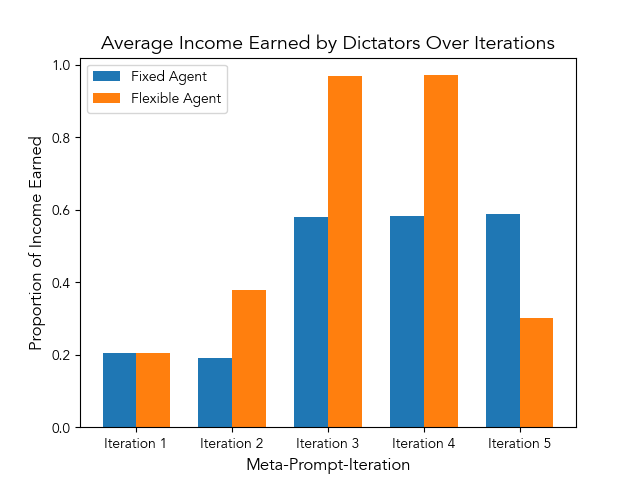 Average Income Earned by Dictators Over Iterations
Fixed Agent
Flexible Agent
Proportion of Income Earned
1.0
0.8
0.6
0.4
0.2
0.0
Iteration 1
Iteration 2
Iteration 3
Iteration 4
Iteration 5
Meta-Prompt-Iteration